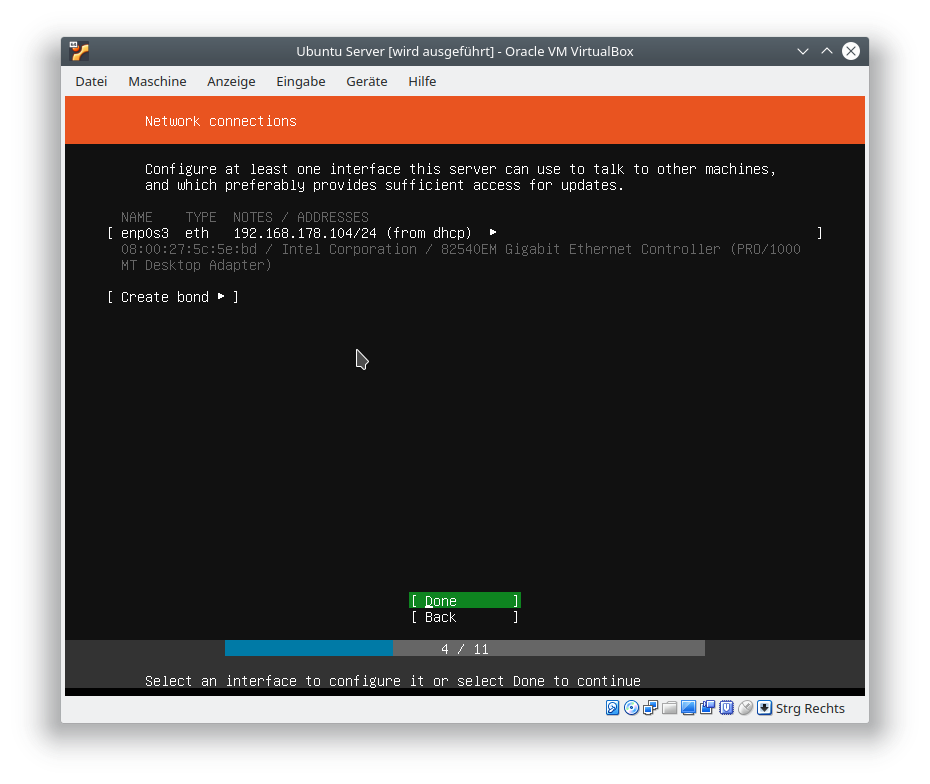 Ubuntu Server [wird ausgeführt] - Oracle VM VirtualBox
Datei Maschine Anzeige Eingabe Geräte Hilfe
Network connections
Configure at least one interface this server can use to talk to other machines,
and which preferably provides sufficient access for updates.
NAME TYPE NOTES / ADDRESSES
[ enp0s3 eth 192.168.178.104/24 (from dhcp) ▸ ]
08:00:27:5c:5e:bd / Intel Corporation / 82540EM Gigabit Ethernet Controller (PRO/1000
MT Desktop Adapter)
[ Create bond ▸ ]
[ Done ]
[ Back ]
4 / 11
Select an interface to configure it or select Done to continue
Strg Rechts